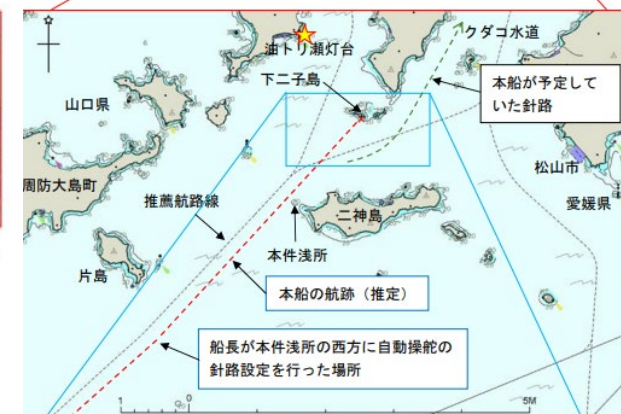 クダコ水道
油トリ瀬灯台
下二子島
本船が予定して
いた針路
山口県
松山市
周防大島町
愛媛県
推薦航路線
二神島
本件浅所
片島
本船の航跡（推定）
船長が本件浅所の西方に自動操舵の
針路設定を行った場所
1 0 5M